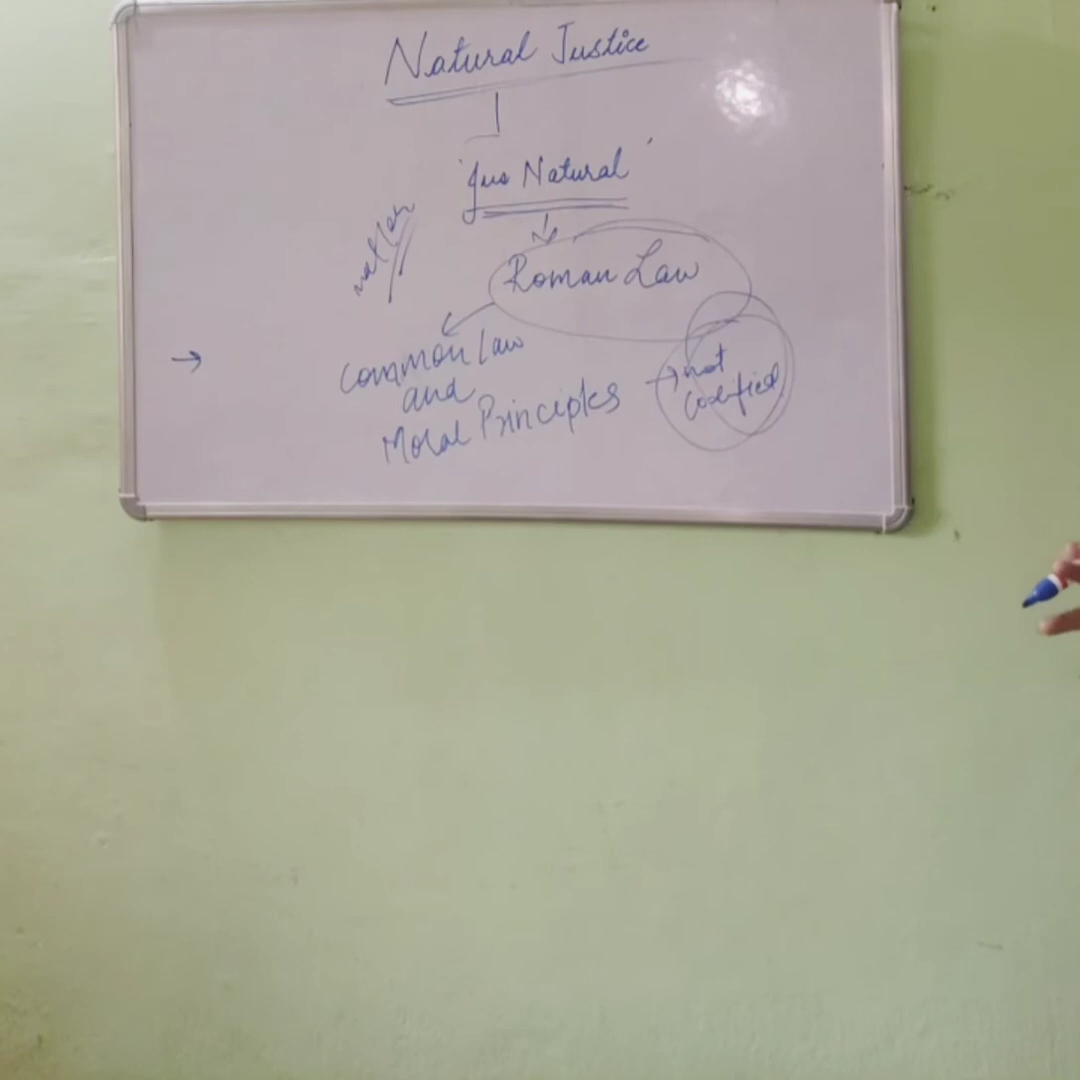 Natural Justice
'Jus Natural'
Roman Law
Common law
and
Moral Principles
→ not
codified